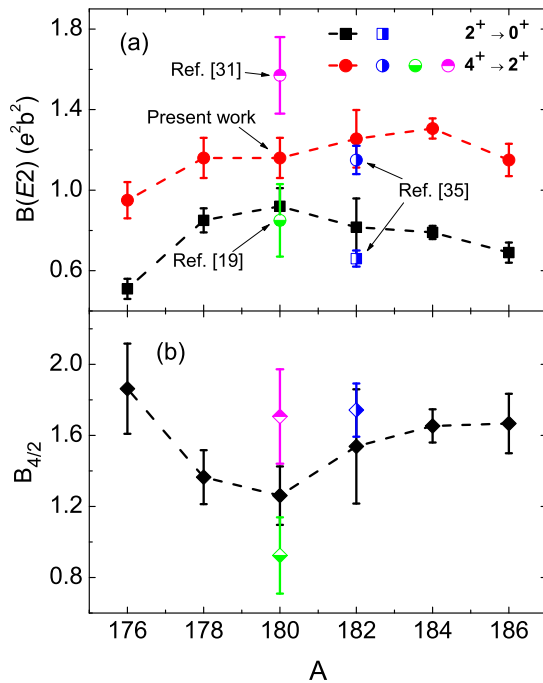 (a)
2⁺→0⁺
4⁺→2⁺
Ref. [31]
Present work
Ref. [35]
Ref. [19]
B(E2) (e²b²)
1.8
1.4
1.0
0.6
(b)
B₄/₂
2.0
1.6
1.2
0.8
176 178 180 182 184 186
A